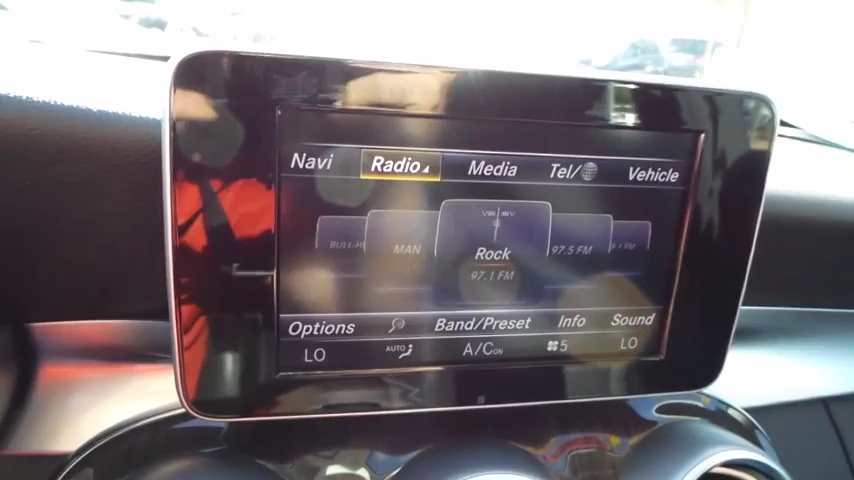 Navi Radio Media Tel/ Vehicle
MAN Rock 97.5 FM
97.1 FM
Options Band/Preset Info Sound
LO AUTO A/C ON 5 LO